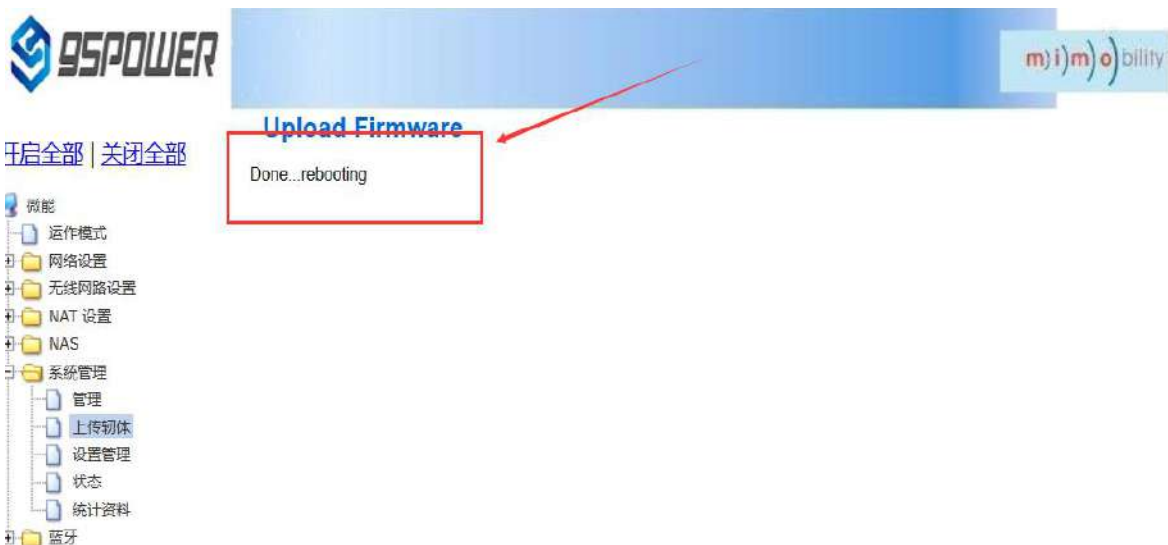 95POWER
m)i)m)o)bility
Upload Firmware
开启全部 | 关闭全部
Done...rebooting
微能
运作模式
网络设置
无线网路设置
NAT 设置
NAS
系统管理
管理
上传韧体
设置管理
状态
统计资料
蓝牙